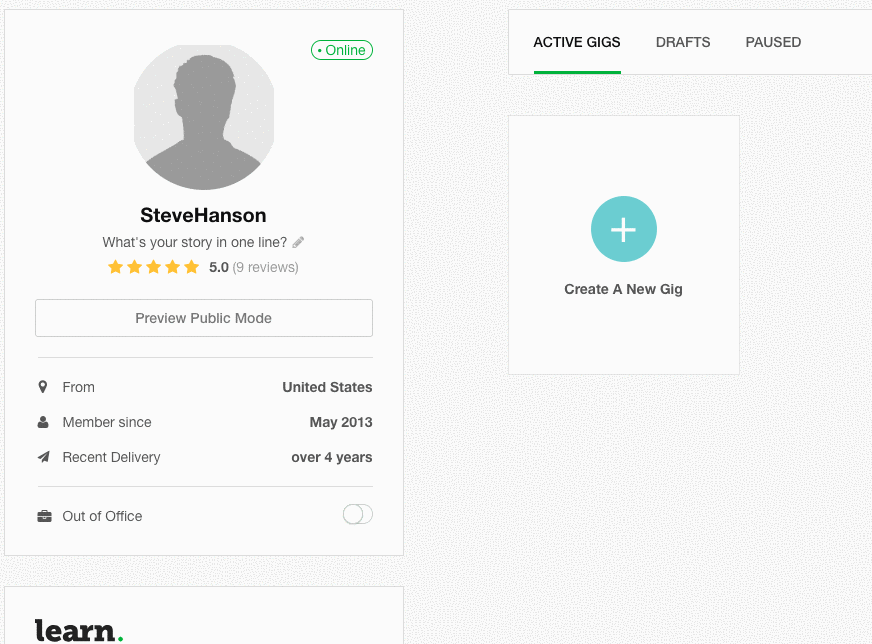 • Online
SteveHanson
What's your story in one line?
5.0 (9 reviews)
Preview Public Mode
From United States
Member since May 2013
Recent Delivery over 4 years
Out of Office
learn.
ACTIVE GIGS DRAFTS PAUSED
Create A New Gig